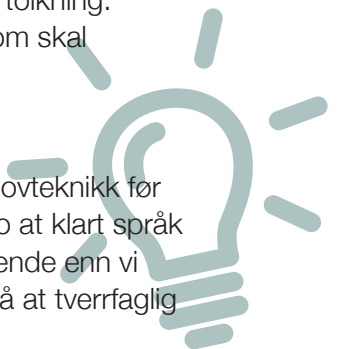 tolkning.
om skal
ovteknikk før
o at klart språk
ende enn vi
å at tverrfaglig